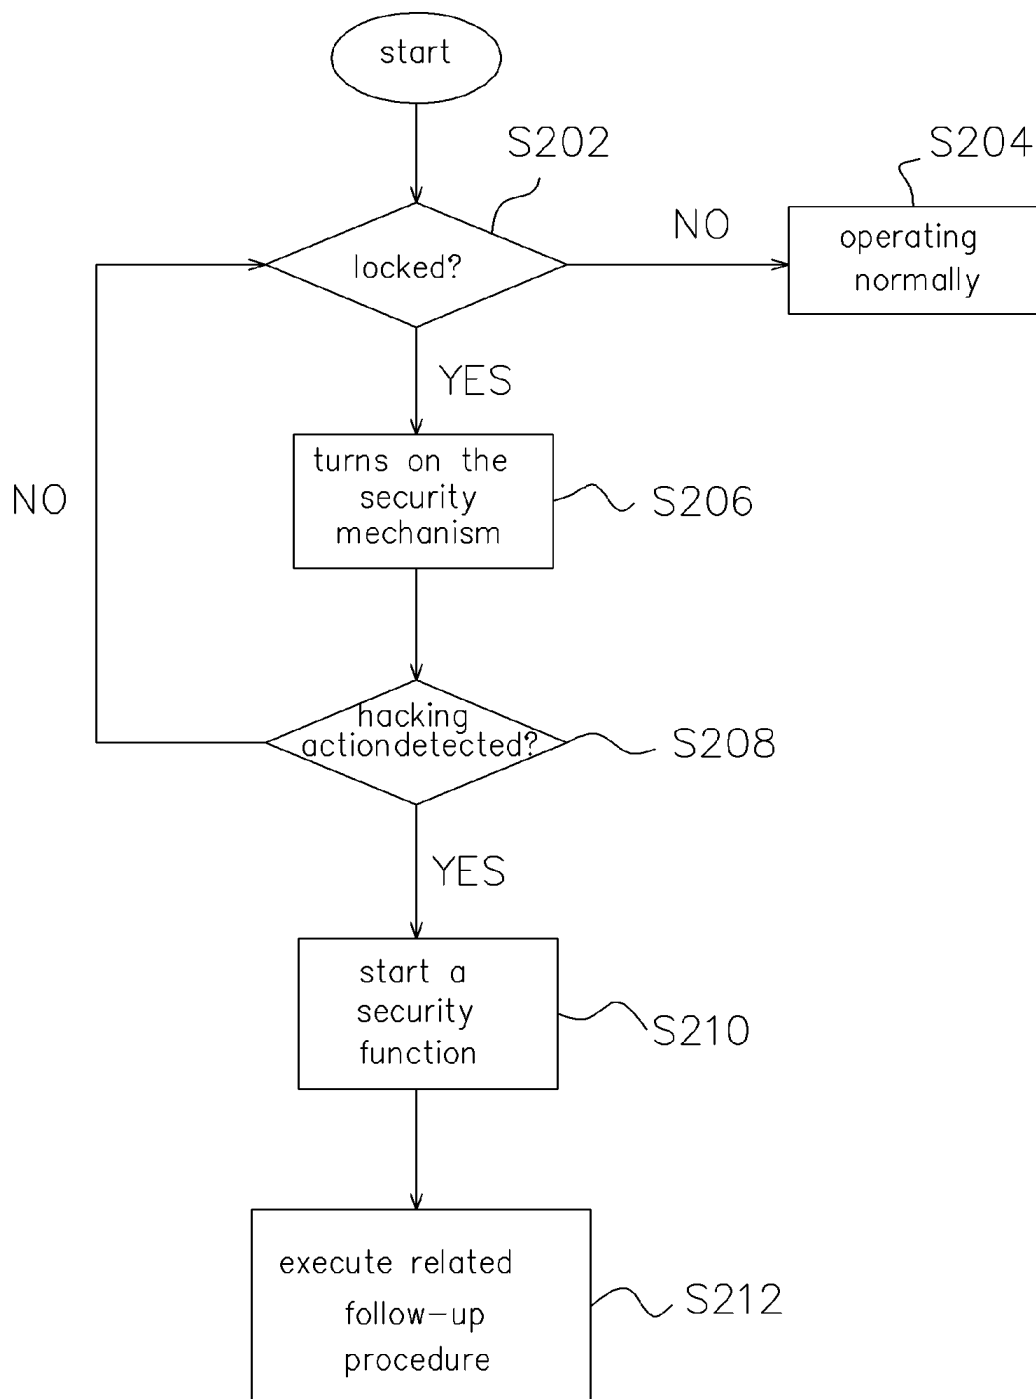 start
S202
S204
locked?
NO
operating
normally
YES
turns on the
security
mechanism
S206
NO
hacking
actiondetected?
S208
YES
start a
security
function
S210
execute related
follow-up
procedure
S212